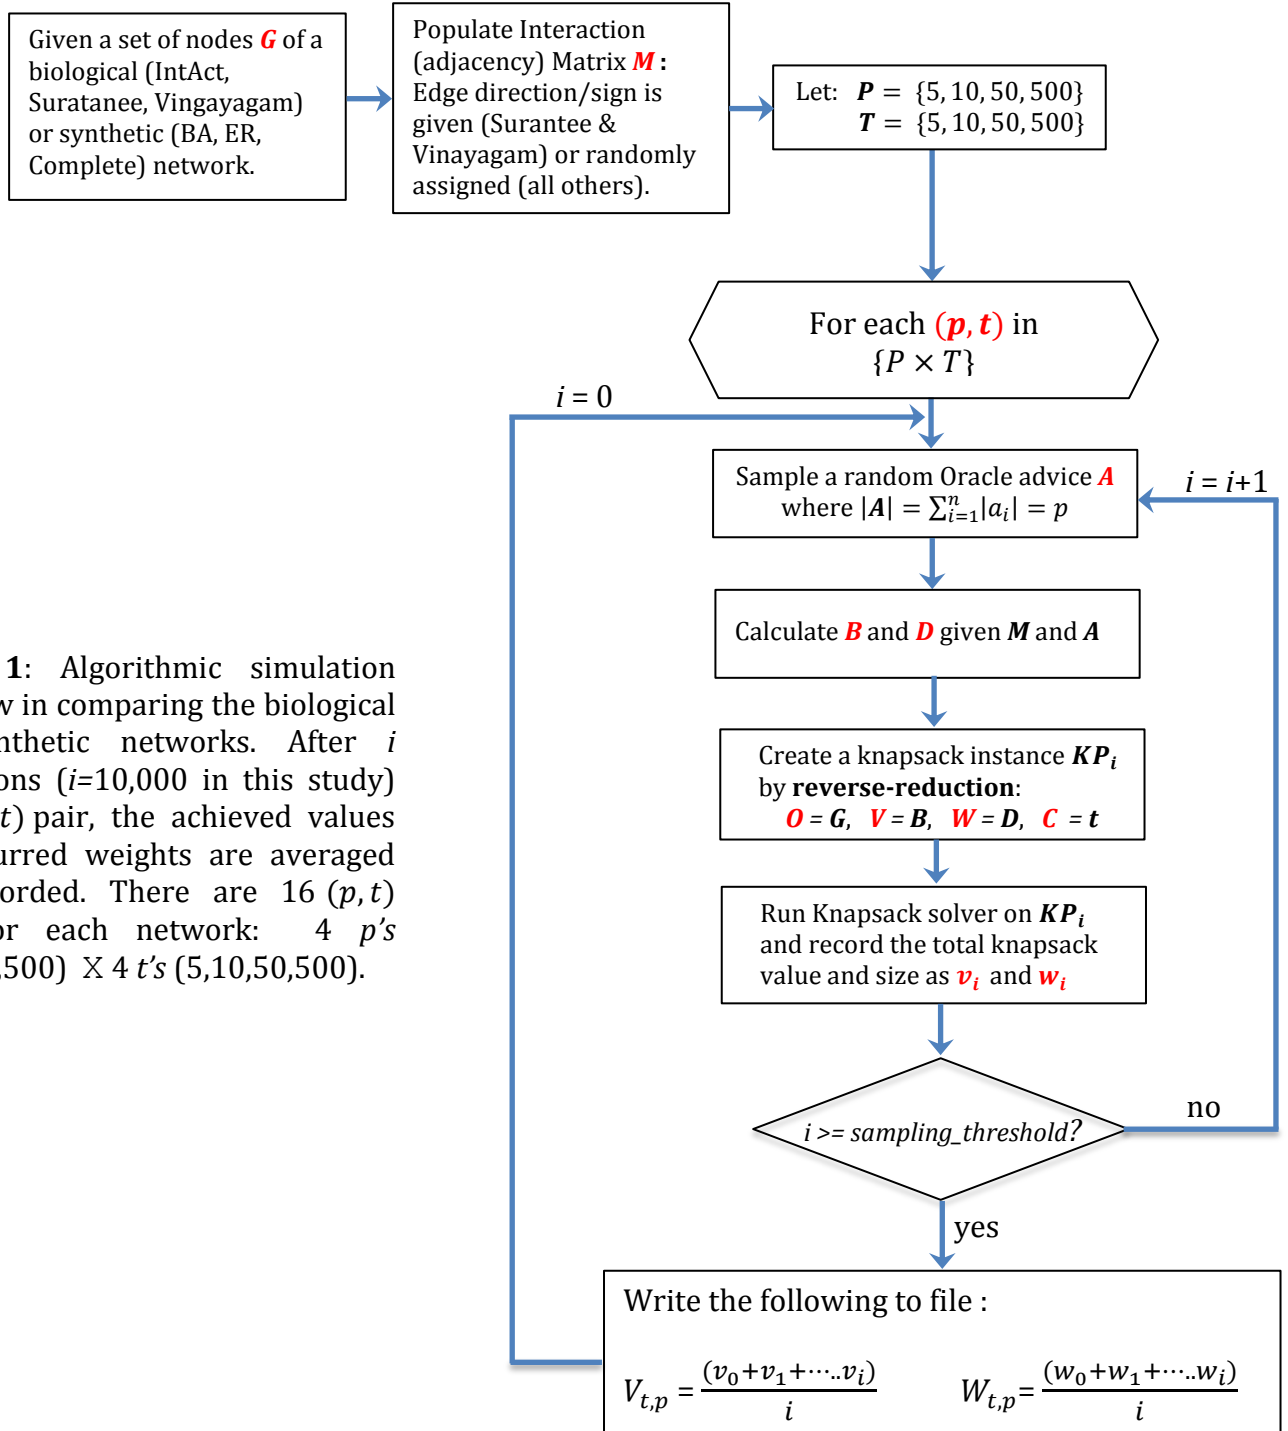 Given a set of nodes G of a
biological (IntAct,
Suratanee, Vingayagam)
or synthetic (BA, ER,
Complete) network.
Populate Interaction
(adjacency) Matrix M :
Edge direction/sign is
given (Surantee &
Vinayagam) or randomly
assigned (all others).
Let: P = {5, 10, 50, 500}
T = {5, 10, 50, 500}
For each (p, t) in
{P × T}
i = 0
Sample a random Oracle advice A
where |A| = ∑ⁿᵢ₌₁|aᵢ| = p
i = i+1
Calculate B and D given M and A
Create a knapsack instance KPᵢ
by reverse-reduction:
O = G, V = B, W = D, C = t
Run Knapsack solver on KPᵢ
and record the total knapsack
value and size as vᵢ and wᵢ
i >= sampling_threshold?
no
yes
Write the following to file :
V_{t,p} = (v₀+v₁+⋯..vᵢ) / i
W_{t,p} = (w₀+w₁+⋯..wᵢ) / i
1: Algorithmic simulation
w in comparing the biological
nthetic networks. After i
ons (i=10,000 in this study)
t) pair, the achieved values
urred weights are averaged
orded. There are 16 (p, t)
or each network: 4 p's
,500) X 4 t's (5,10,50,500).